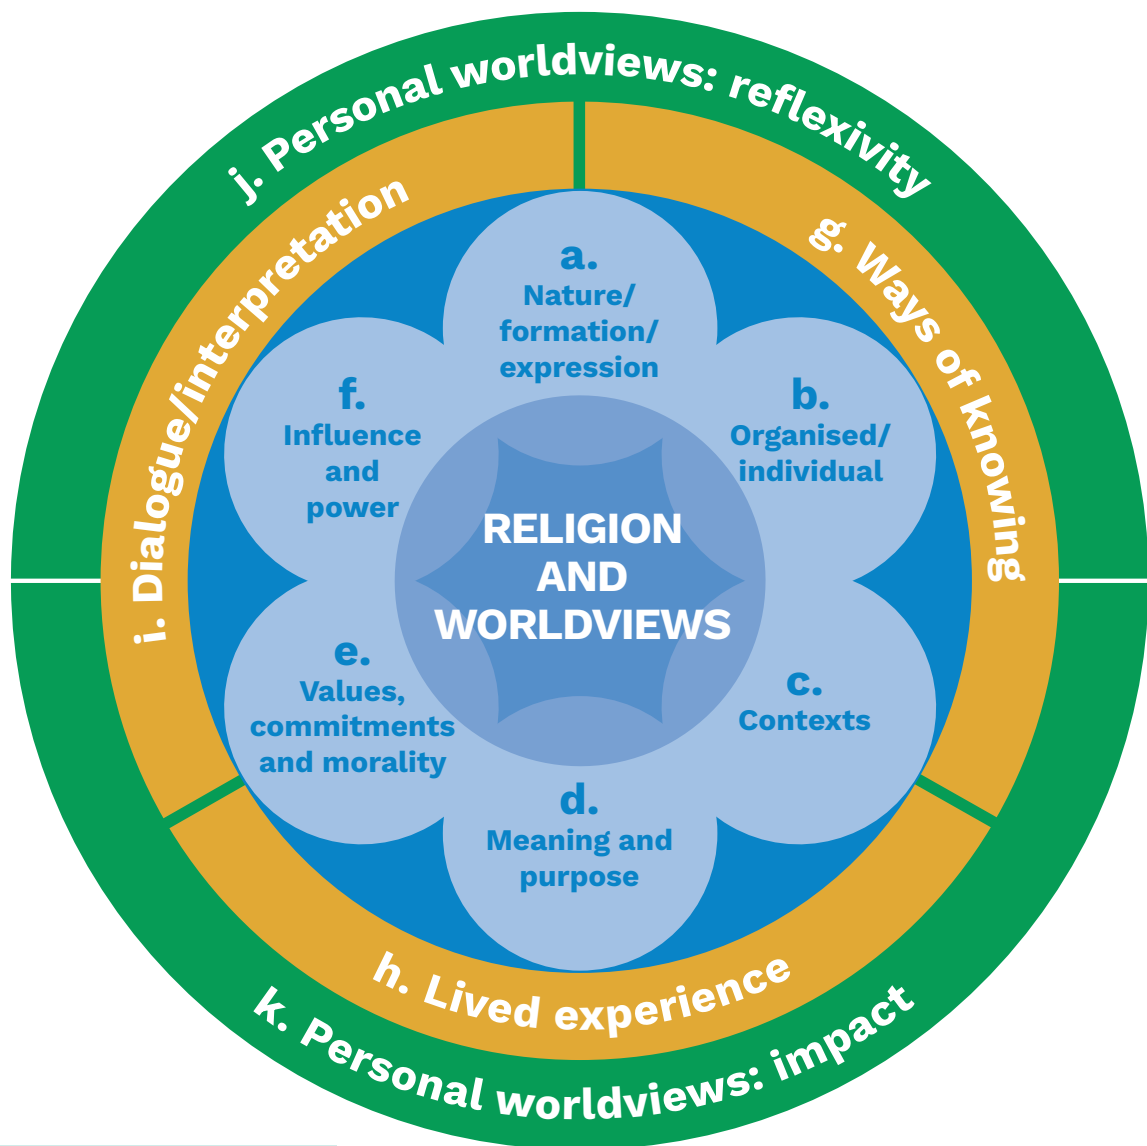 j. Personal worldviews: reflexivity
i. Dialogue/interpretation
g. Ways of knowing
a.
Nature/
formation/
expression
f.
Influence
and
power
b.
Organised/
individual
RELIGION
AND
WORLDVIEWS
e.
Values,
commitments
and morality
c.
Contexts
d.
Meaning and
purpose
h. Lived experience
k. Personal worldviews: impact